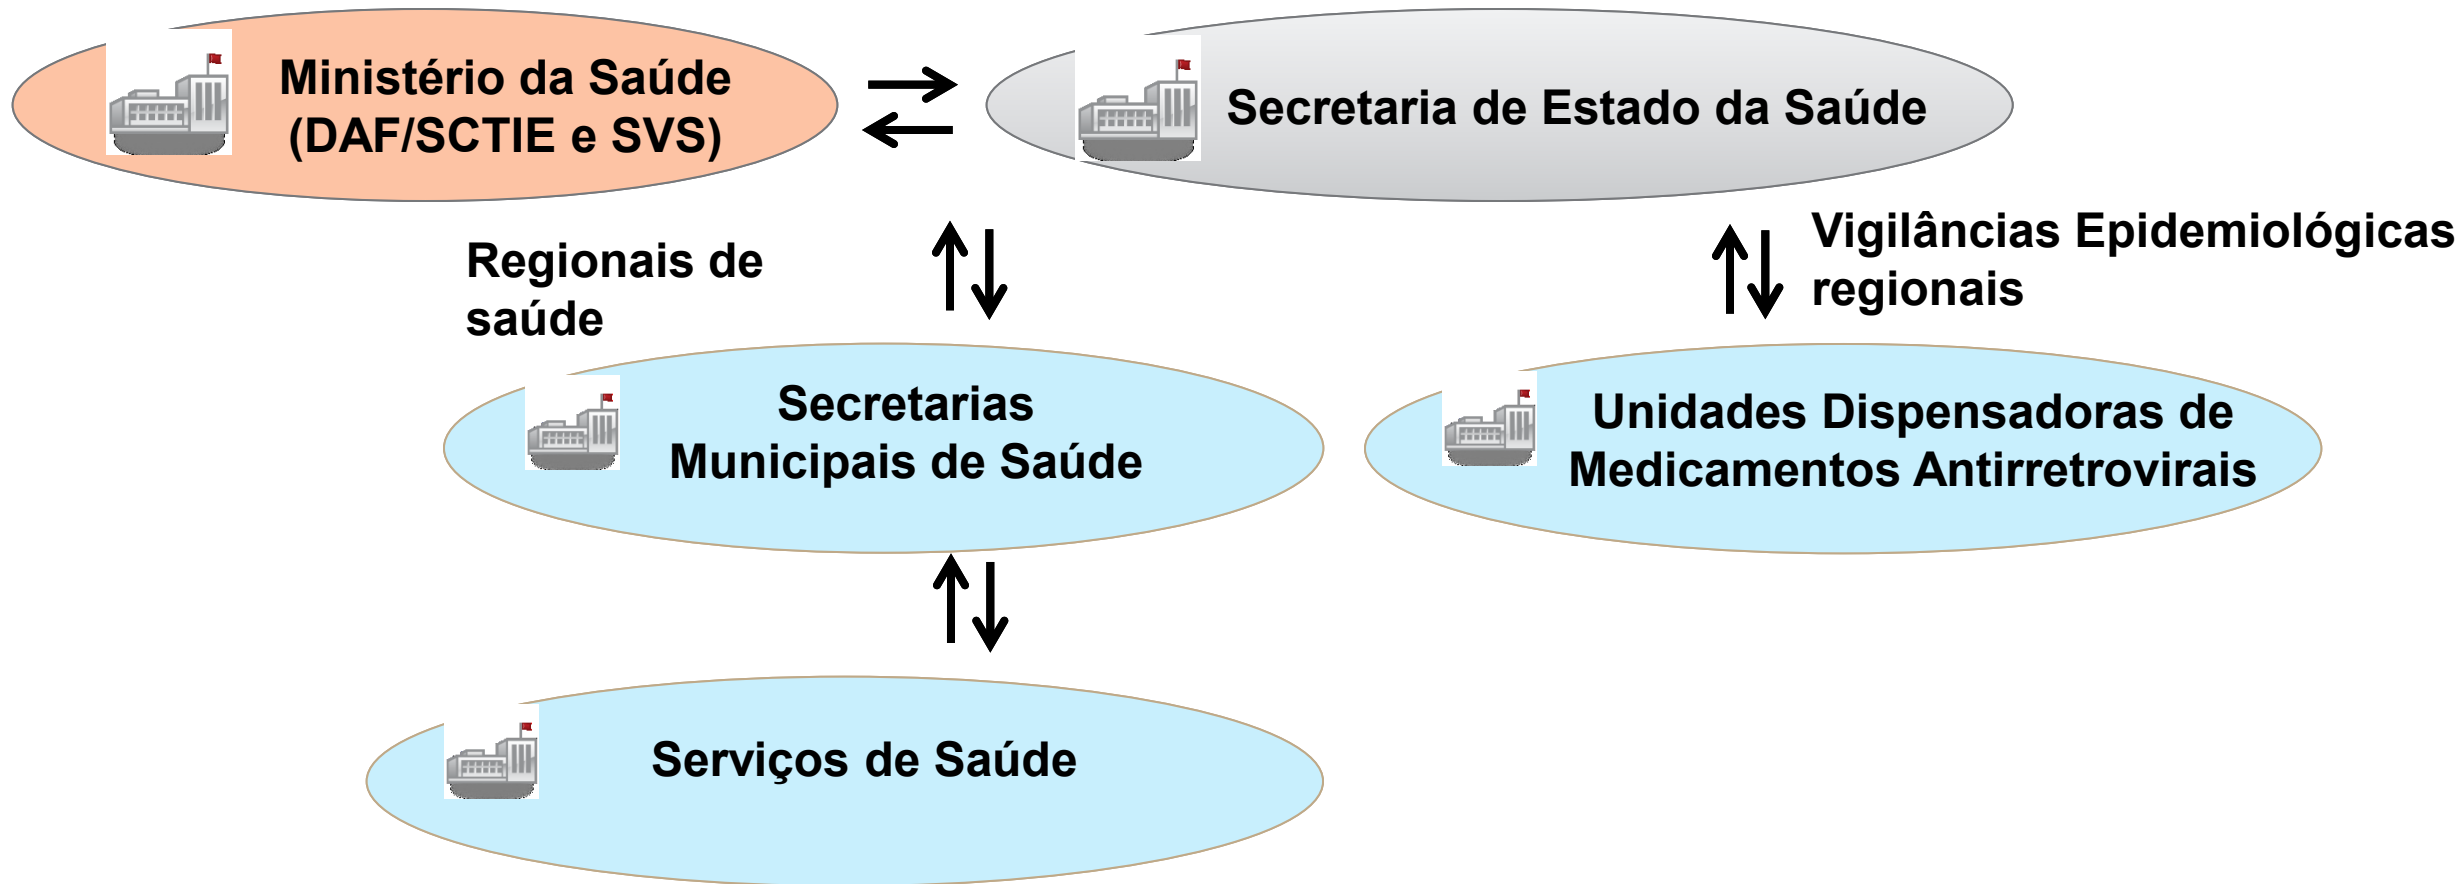 Ministério da Saúde
(DAF/SCTIE e SVS)
Secretaria de Estado da Saúde
Regionais de
saúde
Vigilâncias Epidemiológicas
regionais
Secretarias
Municipais de Saúde
Unidades Dispensadoras de
Medicamentos Antirretrovirais
Serviços de Saúde